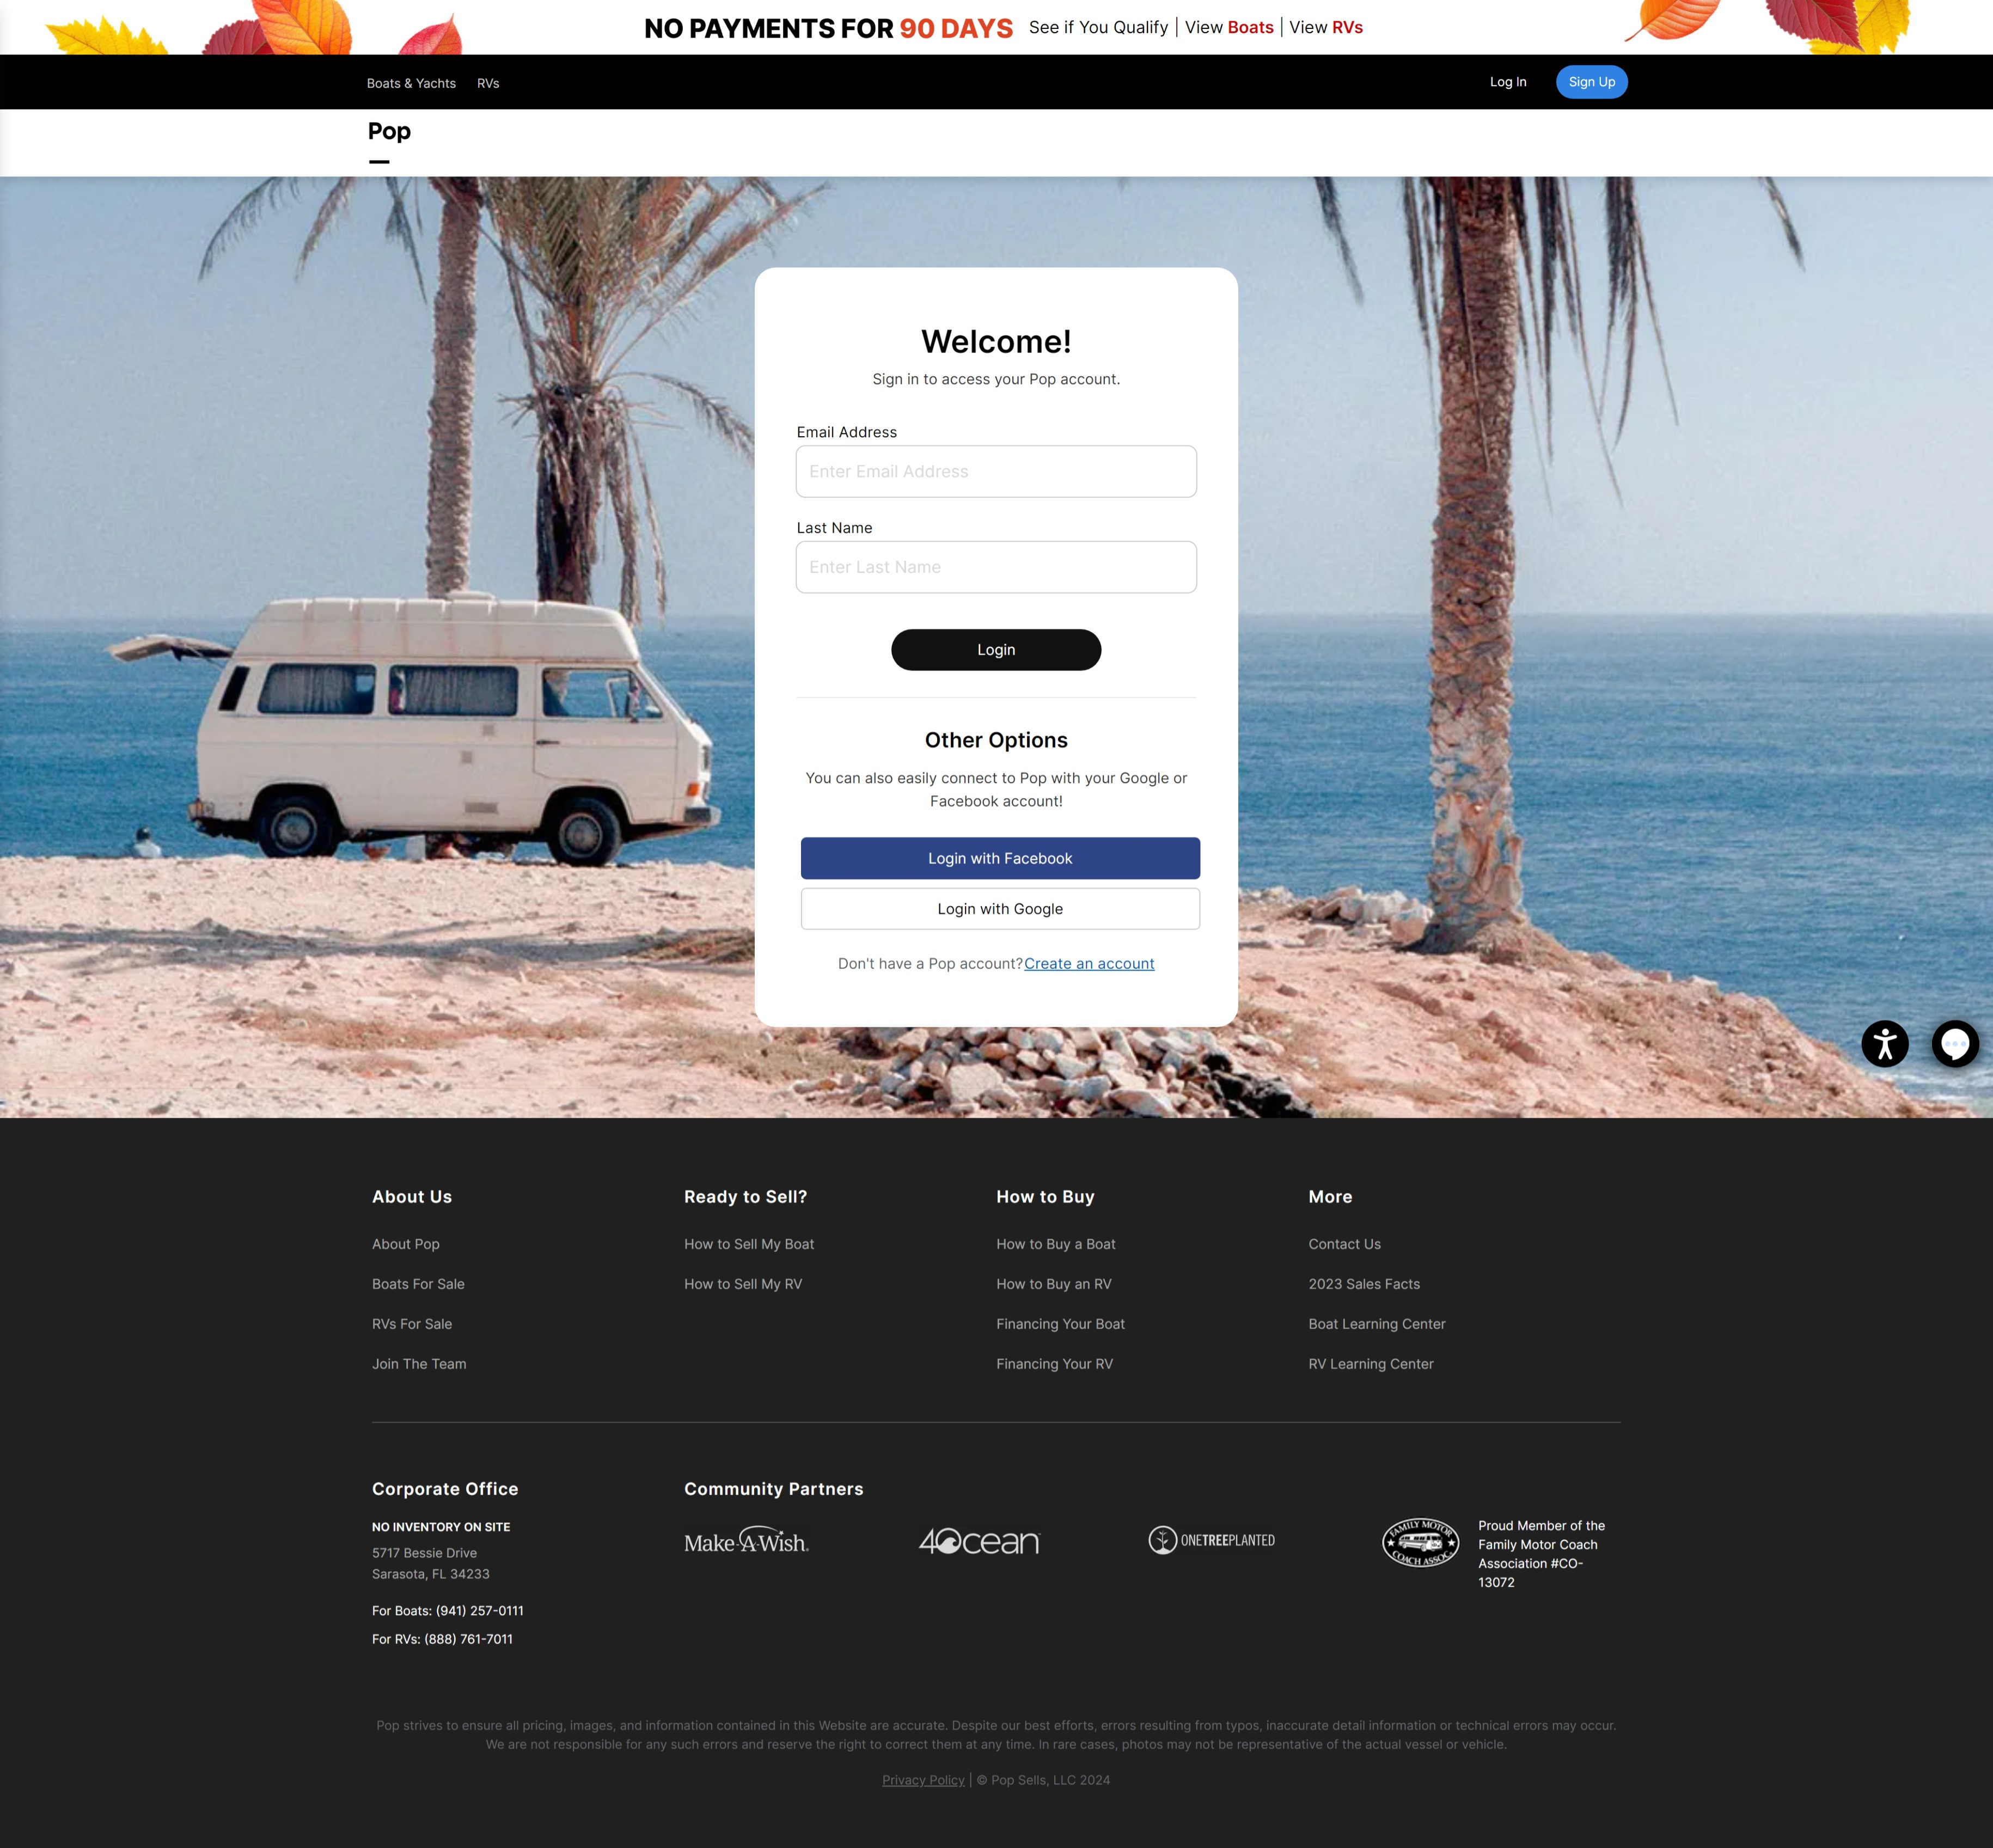 NO PAYMENTS FOR 90 DAYS See if You Qualify | View Boats | View RVs
Boats & Yachts RVs Log In Sign Up
Pop
Welcome!
Sign in to access your Pop account.
Email Address
Enter Email Address
Last Name
Enter Last Name
Login
Other Options
You can also easily connect to Pop with your Google or
Facebook account!
Login with Facebook
Login with Google
Don't have a Pop account?Create an account
About Us
About Pop
Boats For Sale
RVs For Sale
Join The Team
Ready to Sell?
How to Sell My Boat
How to Sell My RV
How to Buy
How to Buy a Boat
How to Buy an RV
Financing Your Boat
Financing Your RV
More
Contact Us
2023 Sales Facts
Boat Learning Center
RV Learning Center
Corporate Office
NO INVENTORY ON SITE
5717 Bessie Drive
Sarasota, FL 34233
For Boats: (941) 257-0111
For RVs: (888) 761-7011
Community Partners
Make-A-Wish.
4Ocean
ONETREEPLANTED
FAMILY MOTOR
COACH ASSOC.
Proud Member of the
Family Motor Coach
Association #CO-
13072
Pop strives to ensure all pricing, images, and information contained in this Website are accurate. Despite our best efforts, errors resulting from typos, inaccurate detail information or technical errors may occur.
We are not responsible for any such errors and reserve the right to correct them at any time. In rare cases, photos may not be representative of the actual vessel or vehicle.
Privacy Policy | © Pop Sells, LLC 2024